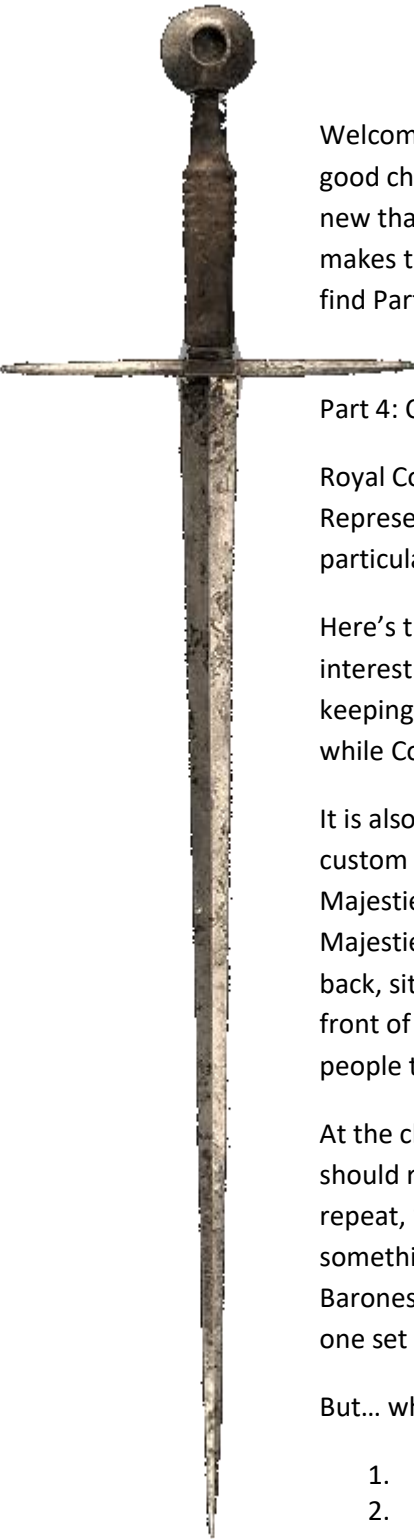 Welcom
good ch
new tha
makes t
find Par
Part 4: C
Royal Co
Represe
particula
Here's t
interest
keeping
while Co
It is also
custom
Majestie
Majestie
back, sit
front of
people t
At the cl
should r
repeat,
somethi
Barones
one set
But... wh
1.
2.